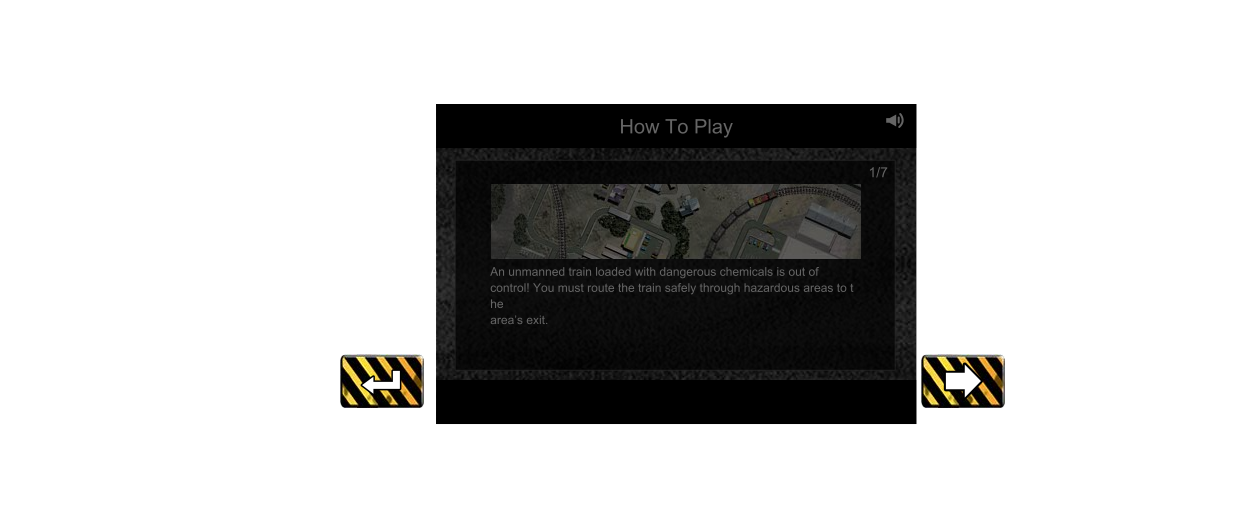 How To Play
1/7
An unmanned train loaded with dangerous chemicals is out of
control! You must route the train safely through hazardous areas to t
he
area's exit.